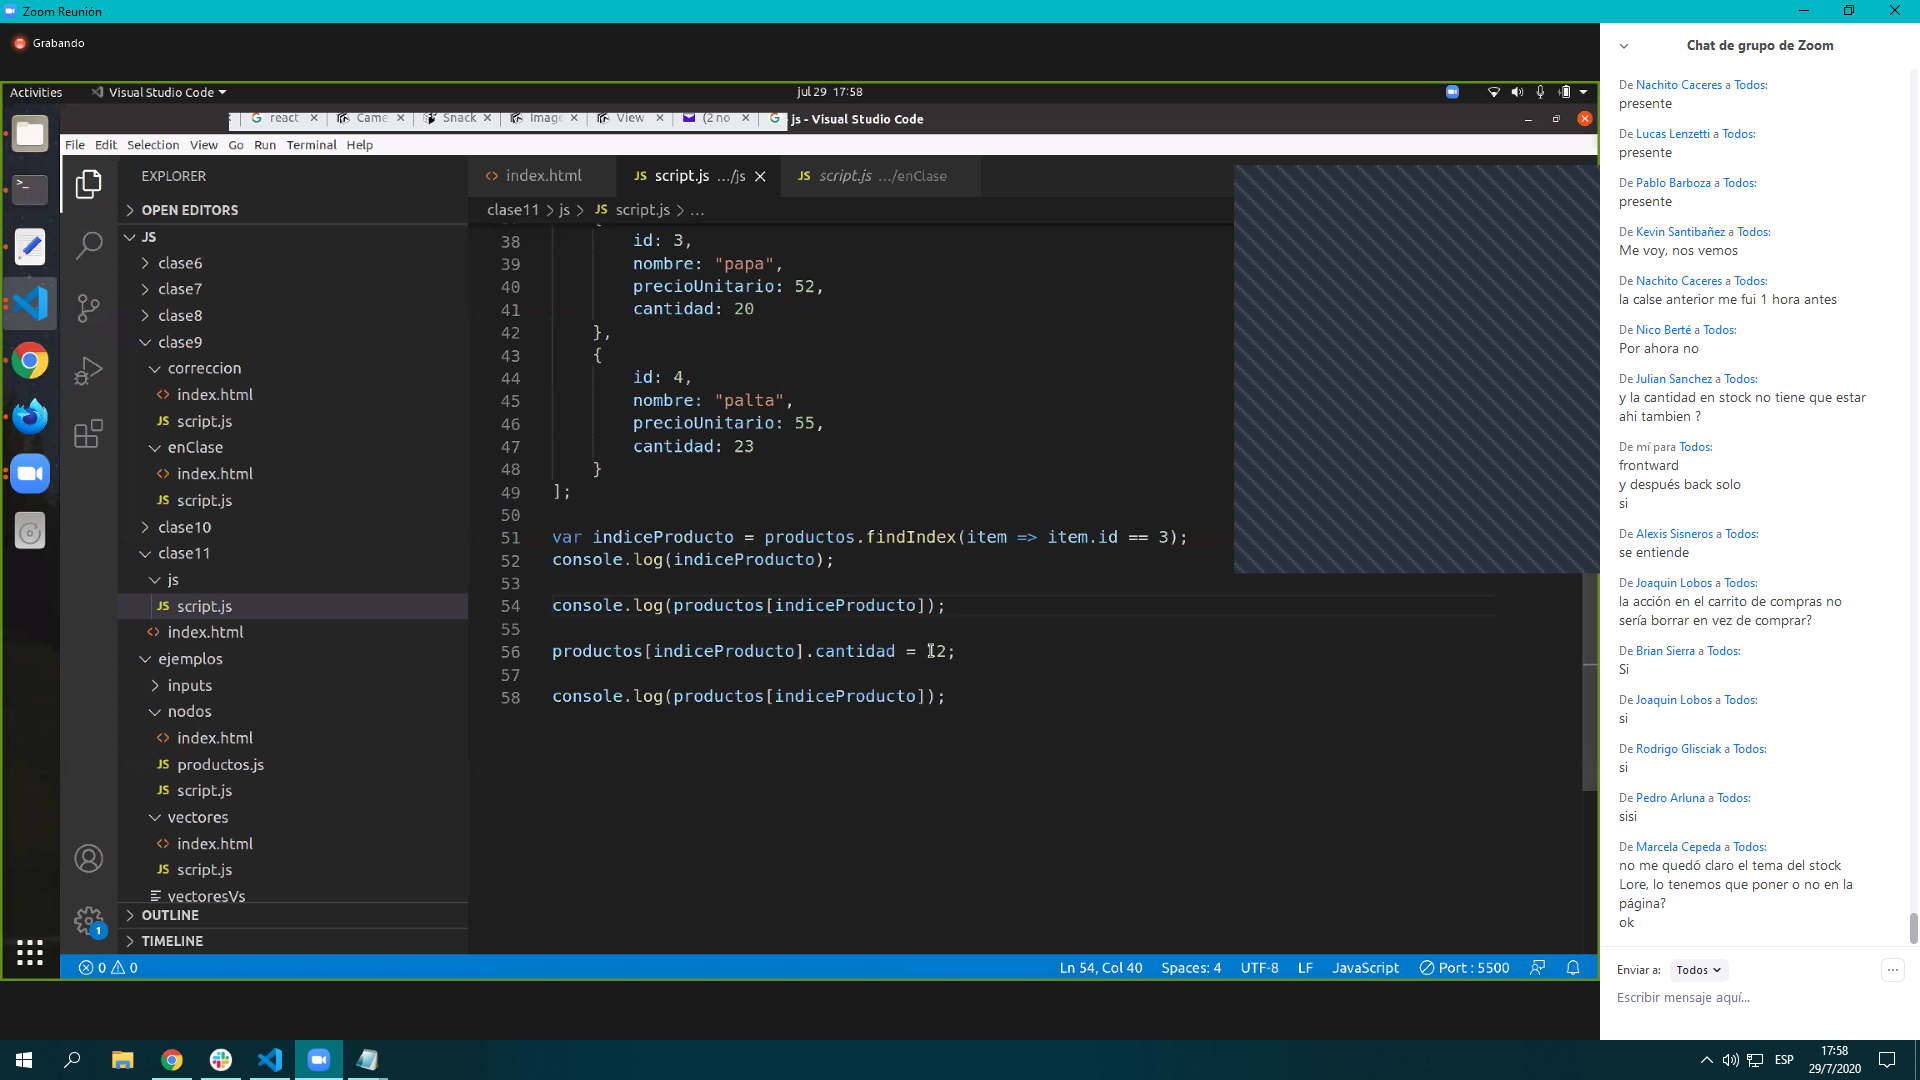 Zoom Reunión
Grabando
Activities
Visual Studio Code
jul 29 17:58
react
Came
Snack
Imag
View
(2 no
js - Visual Studio Code
File Edit Selection View Go Run Terminal Help
EXPLORER
OPEN EDITORS
JS
clase6
clase7
clase8
clase9
correccion
<> index.html
JS script.js
enClase
<> index.html
JS script.js
clase10
clase11
js
JS script.js
<> index.html
ejemplos
inputs
nodos
<> index.html
JS productos.js
JS script.js
vectores
<> index.html
JS script.js
vectoresVs
OUTLINE
TIMELINE
1
<> index.html
JS script.js .../js
JS script.js .../enClase
clase11 > js > JS script.js > ...
38 id: 3,
39 nombre: "papa",
40 precioUnitario: 52,
41 cantidad: 20
42 },
43 {
44 id: 4,
45 nombre: "palta",
46 precioUnitario: 55,
47 cantidad: 23
48 }
49 ];
50
51 var indiceProducto = productos.findIndex(item => item.id == 3);
52 console.log(indiceProducto);
53
54 console.log(productos[indiceProducto]);
55
56 productos[indiceProducto].cantidad = 12;
57
58 console.log(productos[indiceProducto]);
0 0
Ln 54, Col 40
Spaces: 4
UTF-8
LF
JavaScript
Port : 5500
Chat de grupo de Zoom
De Nachito Caceres a Todos:
presente
De Lucas Lenzetti a Todos:
presente
De Pablo Barboza a Todos:
presente
De Kevin Santibañez a Todos:
Me voy, nos vemos
De Nachito Caceres a Todos:
la calse anterior me fui 1 hora antes
De Nico Berté a Todos:
Por ahora no
De Julian Sanchez a Todos:
y la cantidad en stock no tiene que estar
ahi tambien ?
De mí para Todos:
frontward
y después back solo
si
De Alexis Sisneros a Todos:
se entiende
De Joaquin Lobos a Todos:
la acción en el carrito de compras no
sería borrar en vez de comprar?
De Brian Sierra a Todos:
Si
De Joaquin Lobos a Todos:
si
De Rodrigo Glisciak a Todos:
si
De Pedro Arluna a Todos:
sisi
De Marcela Cepeda a Todos:
no me quedó claro el tema del stock
Lore, lo tenemos que poner o no en la
página?
ok
Enviar a: Todos
Escribir mensaje aquí...
ESP
17:58
29/7/2020